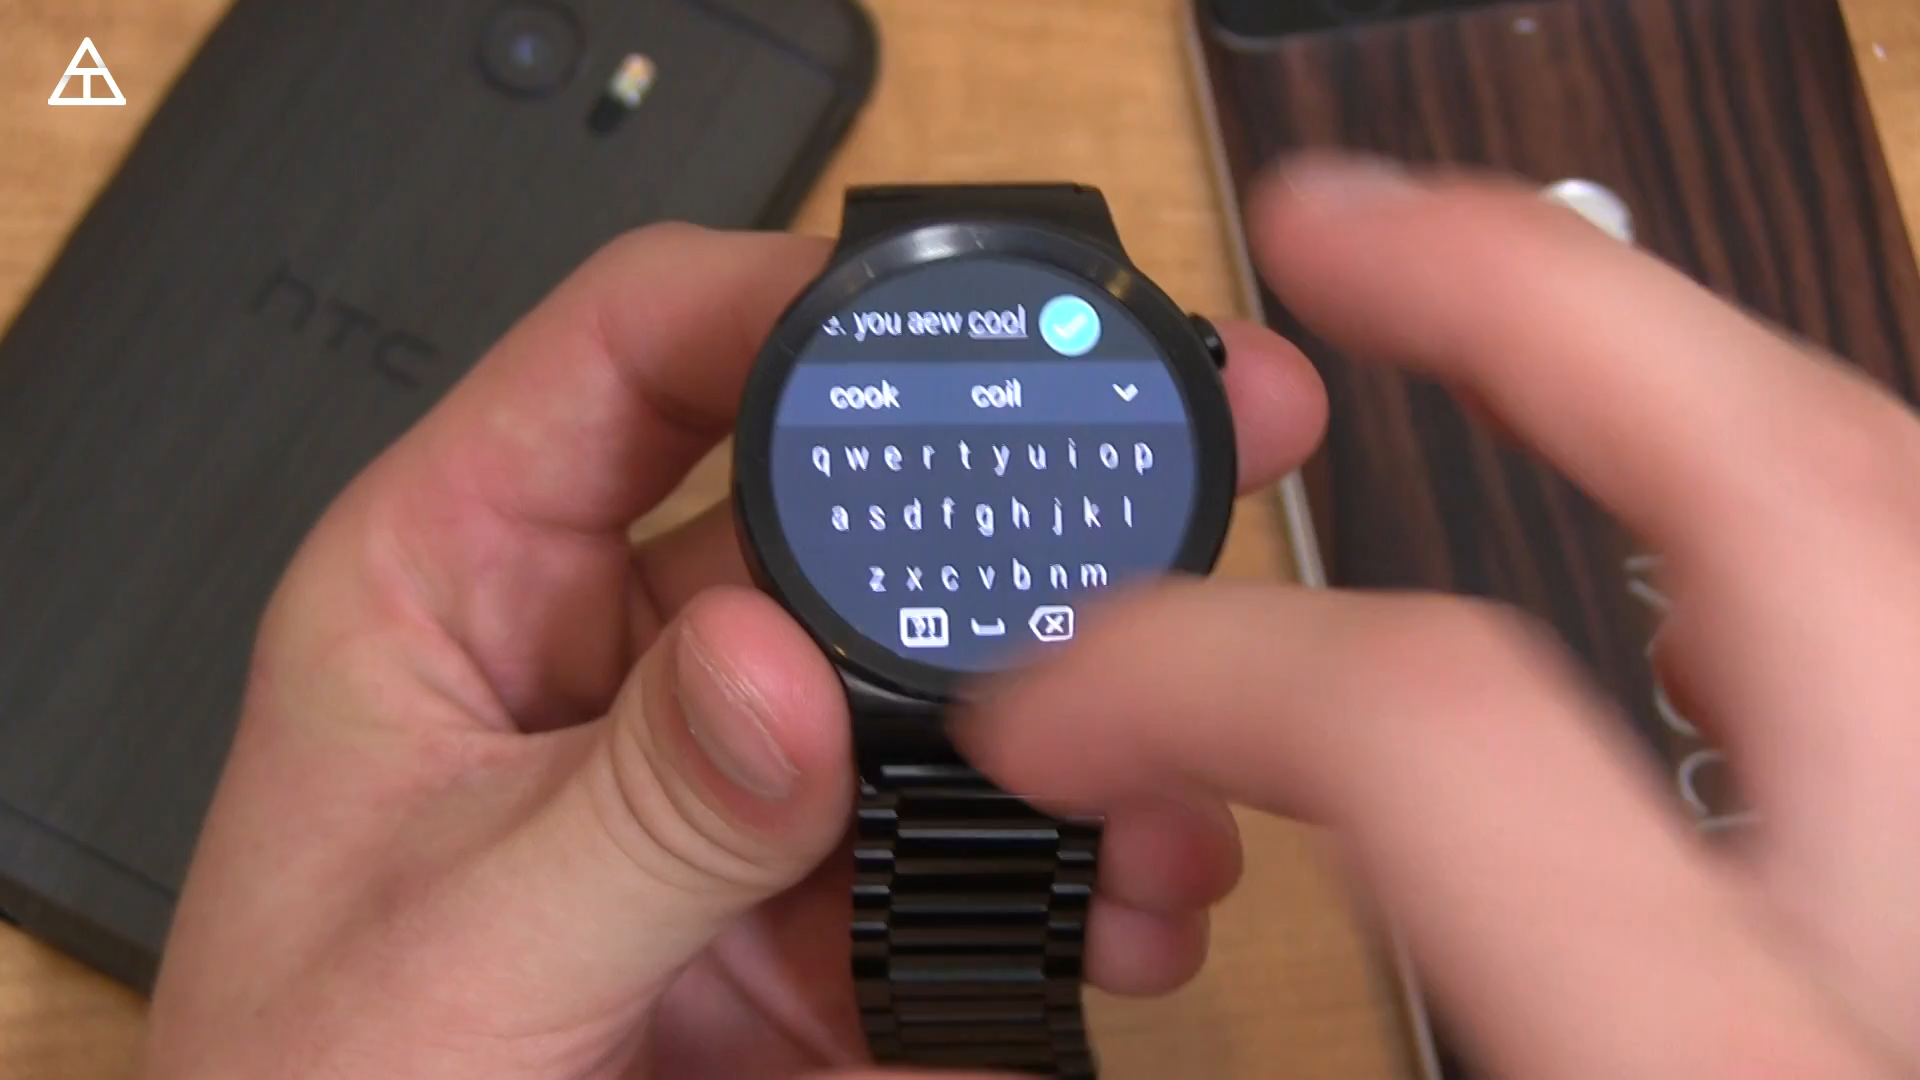 hTC
you aew cool
cook coil
q w e r t y u i o p
a s d f g h j k l
z x c v b n m